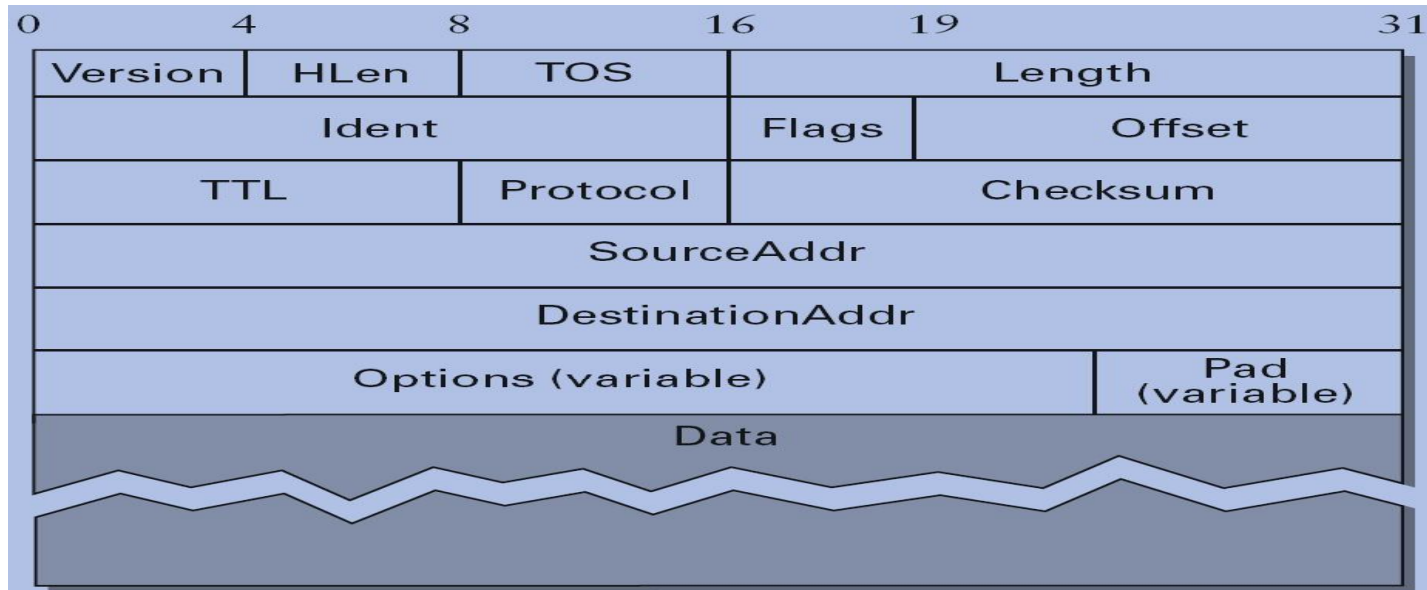 0 4 8 16 19 31
Version HLen TOS Length
Ident Flags Offset
TTL Protocol Checksum
SourceAddr
DestinationAddr
Options (variable) Pad
(variable)
Data